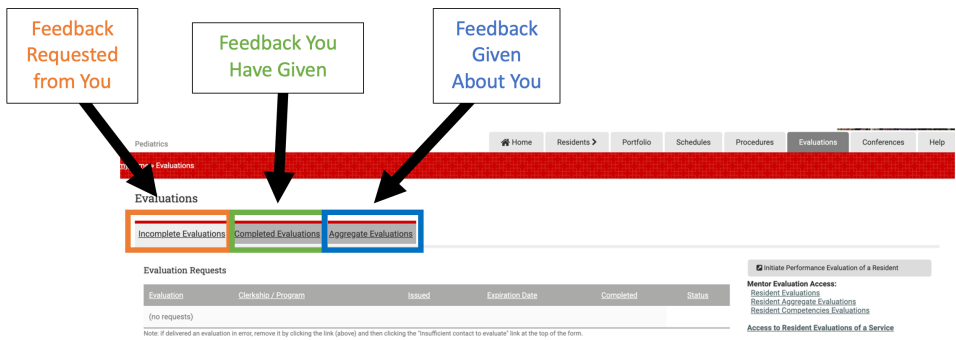 Feedback
Requested
from You
Feedback You
Have Given
Feedback
Given
About You
Pediatrics
Home
Residents
Portfolio
Schedules
Procedures
Evaluations
Conferences
Help
Evaluations
Evaluations
Incomplete Evaluations
Completed Evaluations
Aggregate Evaluations
Evaluation Requests
Evaluation
Clerkship / Program
Issued
Expiration Date
Completed
Status
(no requests)
Note: if delivered an evaluation in error, remove it by clicking the link (above) and then clicking the "Insufficient contact to evaluate" link at the top of the form.
Initiate Performance Evaluation of a Resident
Mentor Evaluation Access:
Resident Evaluations
Resident Aggregate Evaluations
Resident Competencies Evaluations
Access to Resident Evaluations of a Service